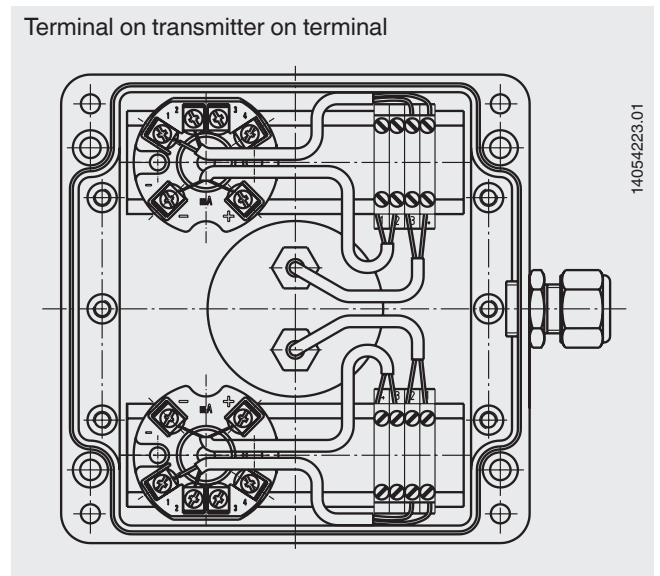 Terminal on transmitter on terminal
14054223.01
1 2 3 4
-
mA
- +
1 2 3 4
4 3 2 1
- +
mA
-
1 2 3 4